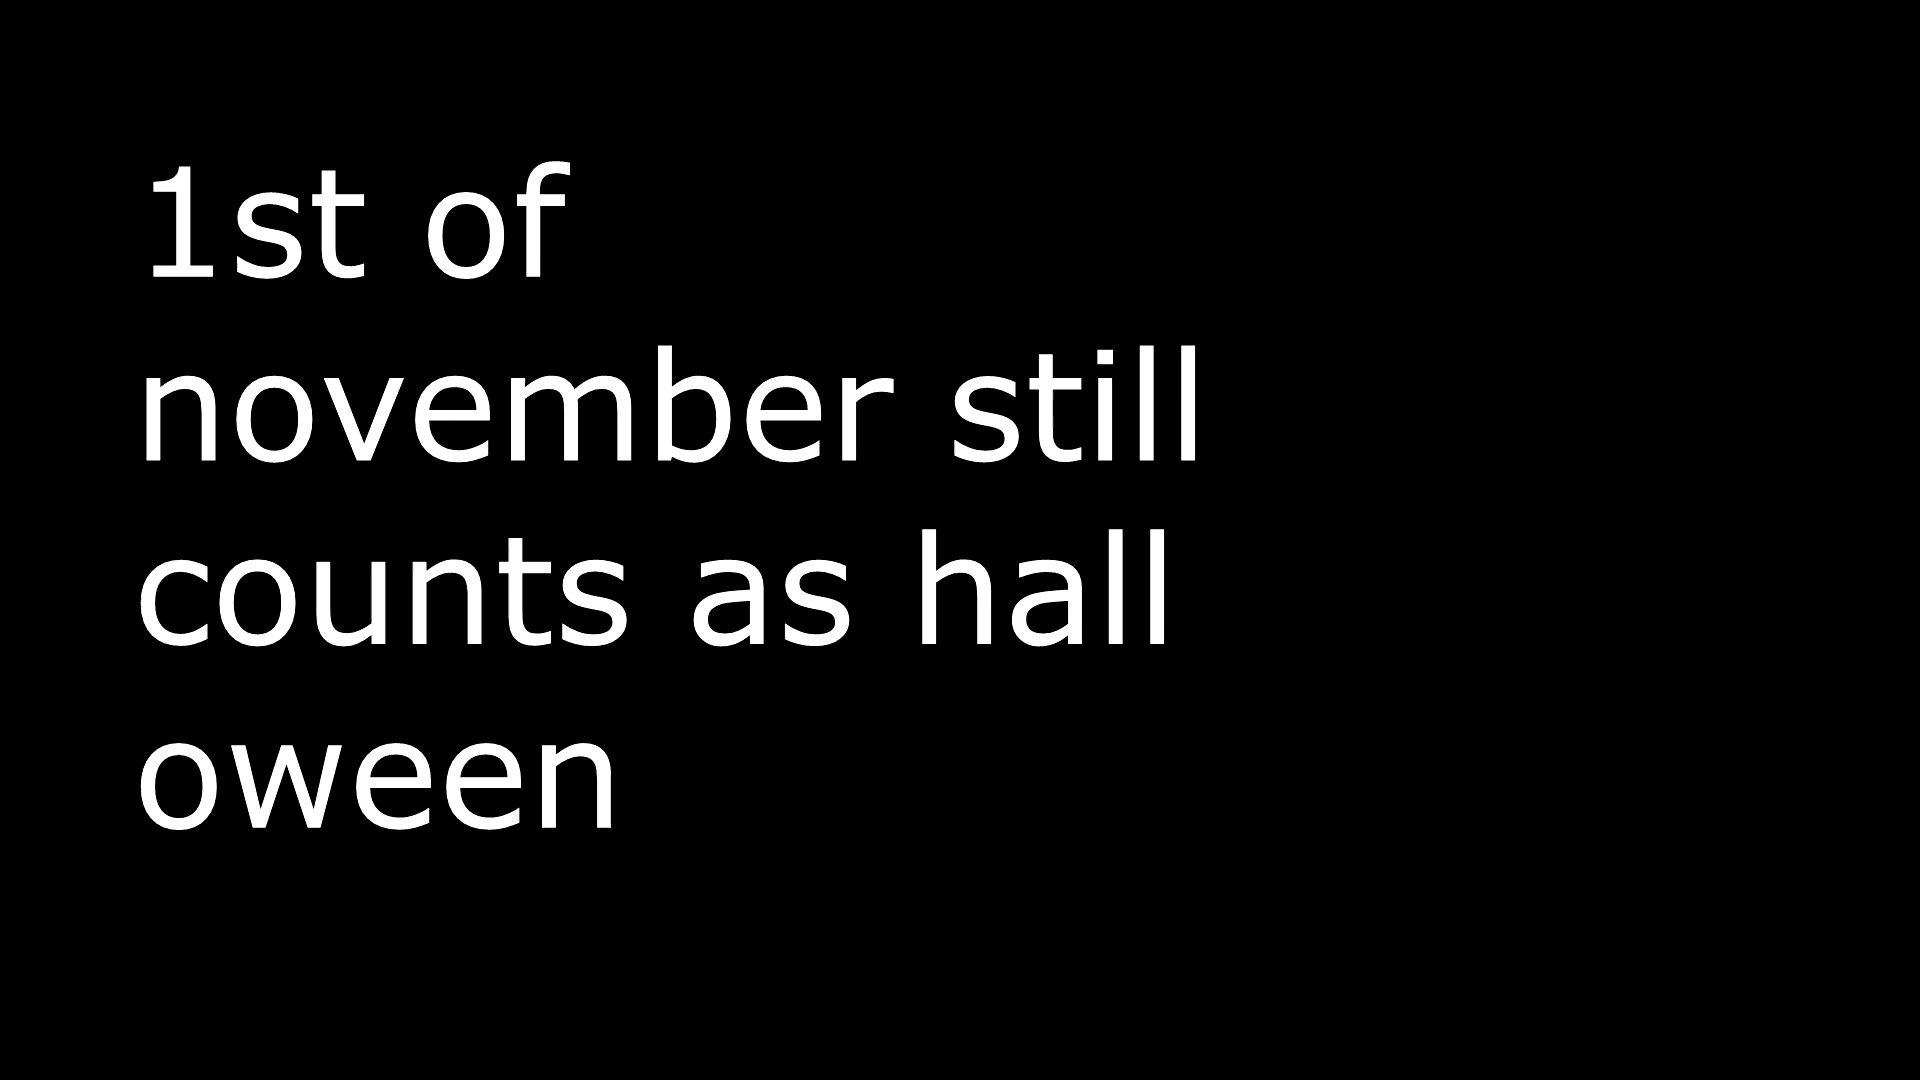 1st of
november still
counts as hall
oween